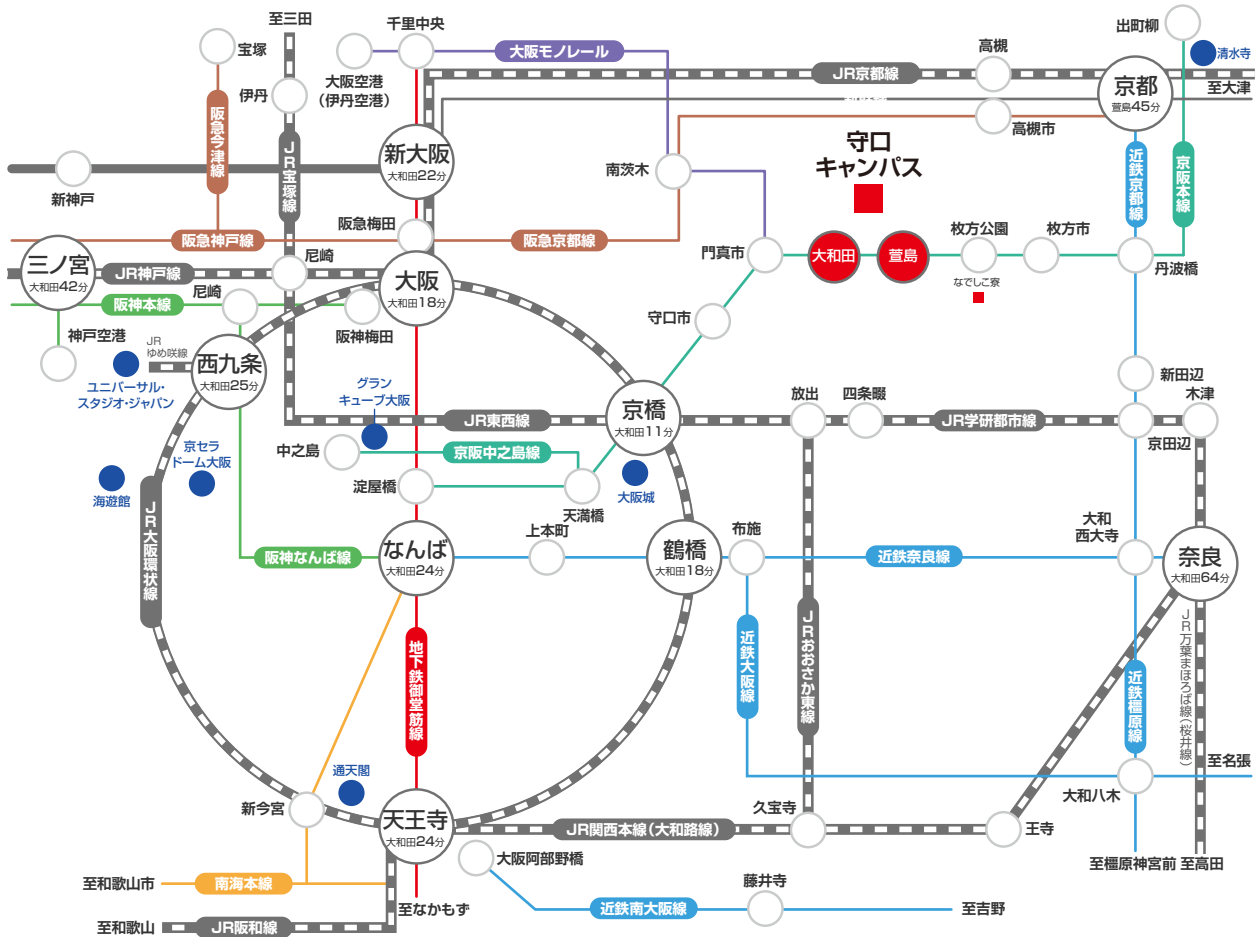 至三田
千里中央
出町柳
宝塚
大阪モノレール
高槻
清水寺
大阪空港
(伊丹空港)
JR京都線
京都
萱島45分
至大津
伊丹
阪急今津線
高槻市
守口
キャンパス
JR宝塚線
新大阪
大和田22分
南茨木
近鉄京都線
京阪本線
新神戸
阪急梅田
阪急神戸線
阪急京都線
枚方公園
枚方市
三ノ宮
大和田42分
JR神戸線
尼崎
大阪
大和田18分
門真市
大和田
萱島
丹波橋
なでしこ寮
尼崎
阪神本線
阪神梅田
守口市
神戸空港
JR
ゆめ咲線
西九条
大和田25分
ユニバーサル・
スタジオ・ジャパン
グラン
キューブ大阪
新田辺
京橋
大和田11分
放出
四条畷
木津
JR東西線
JR学研都市線
京田辺
京セラ
ドーム大阪
中之島
京阪中之島線
海遊館
淀屋橋
天満橋
大阪城
JR大阪環状線
なんば
大和田24分
上本町
鶴橋
大和田18分
布施
大和
西大寺
阪神なんば線
近鉄奈良線
奈良
大和田64分
地下鉄御堂筋線
近鉄大阪線
JRおおさか東線
近鉄橿原線
JR万葉まほろば線(桜井線)
至名張
通天閣
新今宮
大和八木
天王寺
大和田24分
久宝寺
JR関西本線(大和路線)
王寺
大阪阿部野橋
至橿原神宮前
至高田
至和歌山市
南海本線
藤井寺
至なかもず
近鉄南大阪線
至吉野
至和歌山
JR阪和線